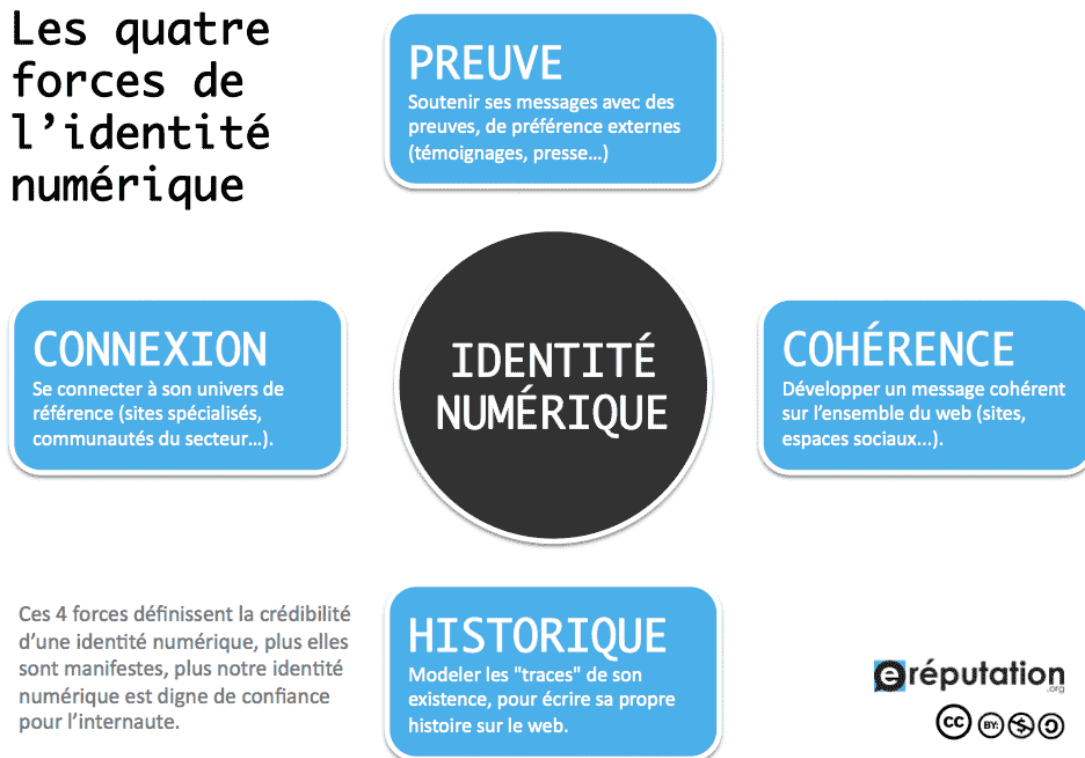 Les quatre
forces de
l’identité
numérique
PREUVE
Soutenir ses messages avec des
preuves, de préférence externes
(témoignages, presse…)
CONNEXION
Se connecter à son univers de
référence (sites spécialisés,
communautés du secteur…).
IDENTITÉ
NUMÉRIQUE
COHÉRENCE
Développer un message cohérent
sur l’ensemble du web (sites,
espaces sociaux...).
Ces 4 forces définissent la crédibilité
d’une identité numérique, plus elles
sont manifestes, plus notre identité
numérique est digne de confiance
pour l’internaute.
HISTORIQUE
Modeler les "traces" de son
existence, pour écrire sa propre
histoire sur le web.
eréputation
.org
cc BY: $